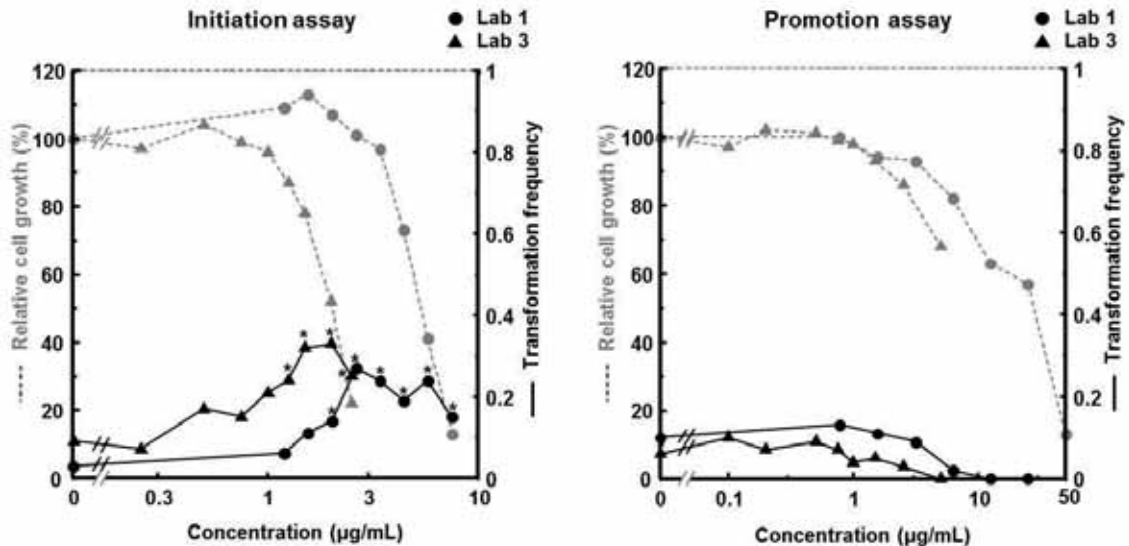 Initiation assay
Lab 1
Lab 3
120
100
80
60
40
20
0
Relative cell growth (%)
1
0.8
0.6
0.4
0.2
0
Transformation frequency
* * * * * * * * * *
0 0.3 1 3 10
Concentration (µg/mL)
Promotion assay
Lab 1
Lab 3
120
100
80
60
40
20
0
Relative cell growth (%)
1
0.8
0.6
0.4
0.2
0
Transformation frequency
0 0.1 1 10 50
Concentration (µg/mL)